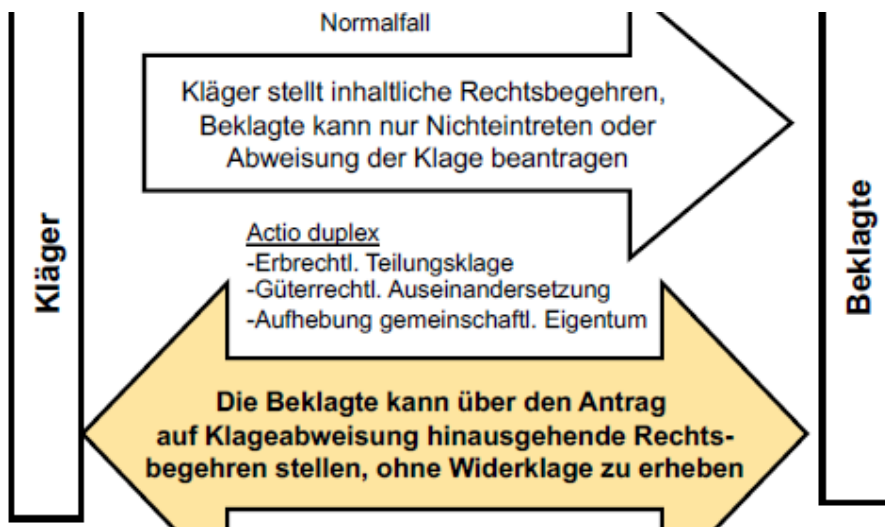 Normalfall
Kläger stellt inhaltliche Rechtsbegehren,
Beklagte kann nur Nichteintreten oder
Abweisung der Klage beantragen
Kläger
Beklagte
Actio duplex
-Erbrechtl. Teilungsklage
-Güterrechtl. Auseinandersetzung
-Aufhebung gemeinschaftl. Eigentum
Die Beklagte kann über den Antrag
auf Klageabweisung hinausgehende Rechts-
begehren stellen, ohne Widerklage zu erheben